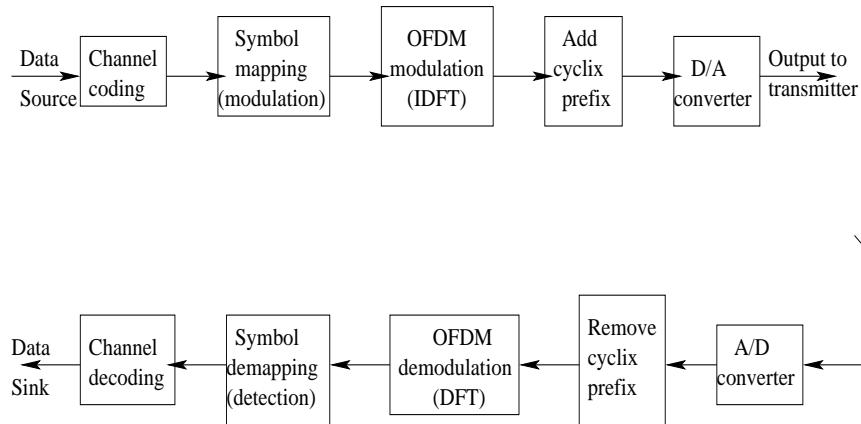 Data
Source
Channel
coding
Symbol
mapping
(modulation)
OFDM
modulation
(IDFT)
Add
cyclix
prefix
D/A
converter
Output to
transmitter
Data
Sink
Channel
decoding
Symbol
demapping
(detection)
OFDM
demodulation
(DFT)
Remove
cyclix
prefix
A/D
converter